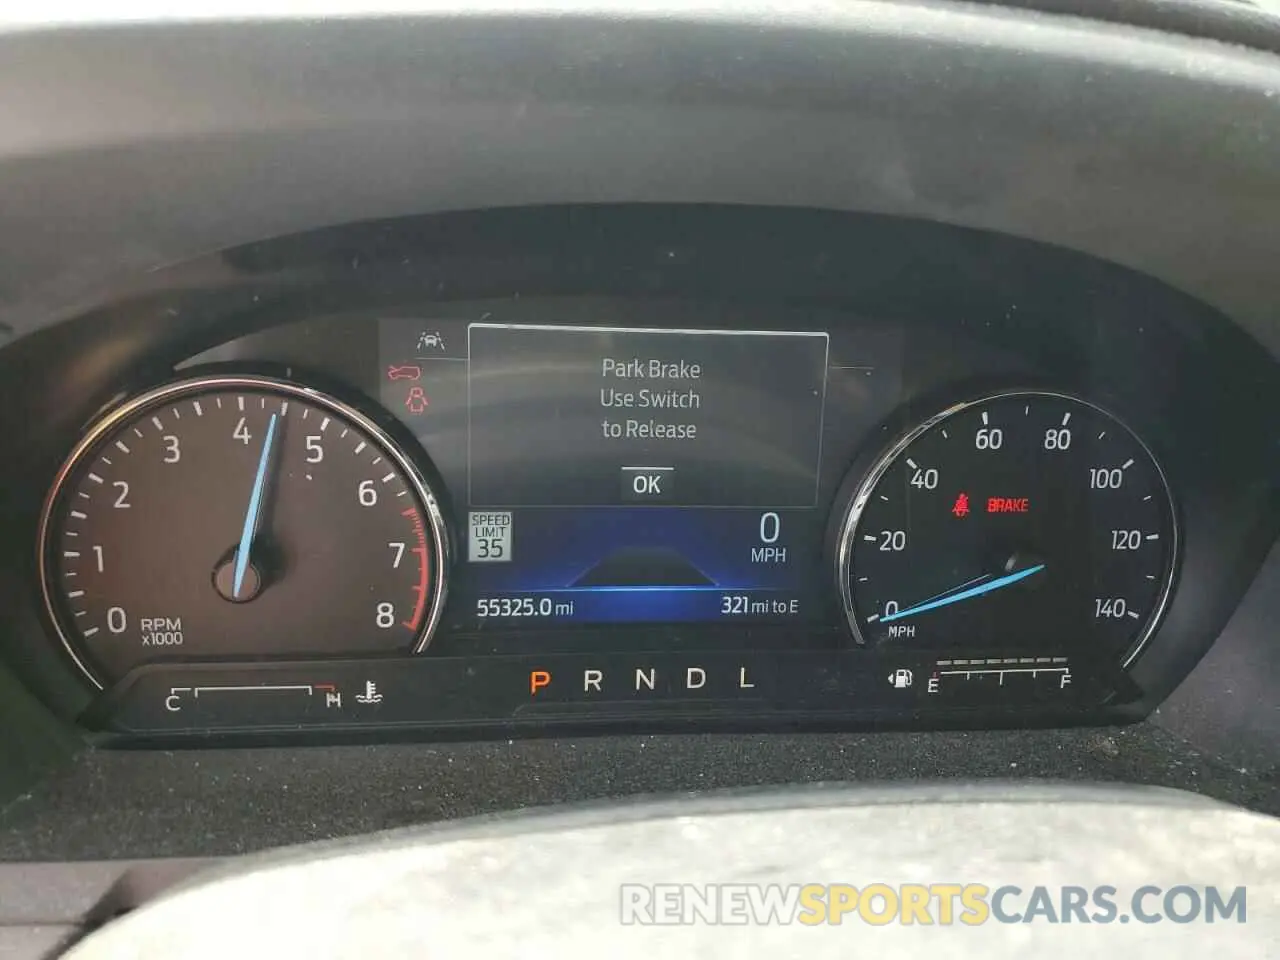 Park Brake
Use Switch
to Release
OK
SPEED
LIMIT
35
0
MPH
55325.0 mi
321 mi to E
0 1 2 3 4 5 6 7 8
RPM
x1000
0 20 40 60 80 100 120 140
MPH
BRAKE
C H
P R N D L
E F
RENEWSPORTSCARS.COM